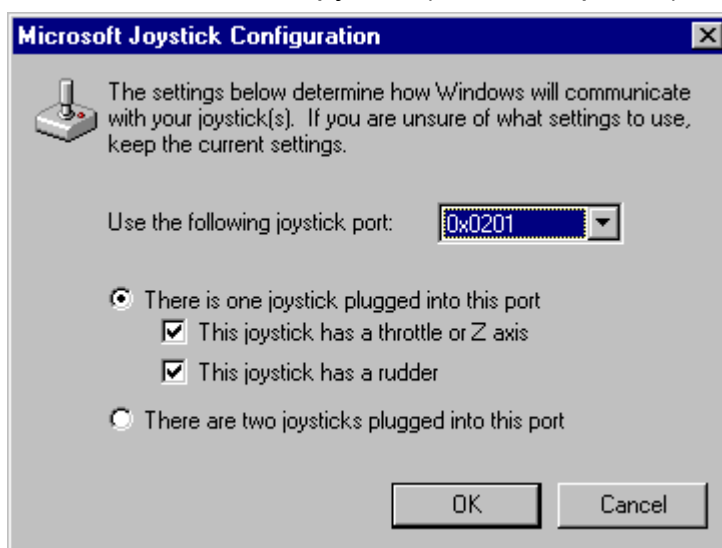 Microsoft Joystick Configuration
The settings below determine how Windows will communicate
with your joystick(s). If you are unsure of what settings to use,
keep the current settings.
Use the following joystick port: 0x0201
There is one joystick plugged into this port
This joystick has a throttle or Z axis
This joystick has a rudder
There are two joysticks plugged into this port
OK Cancel